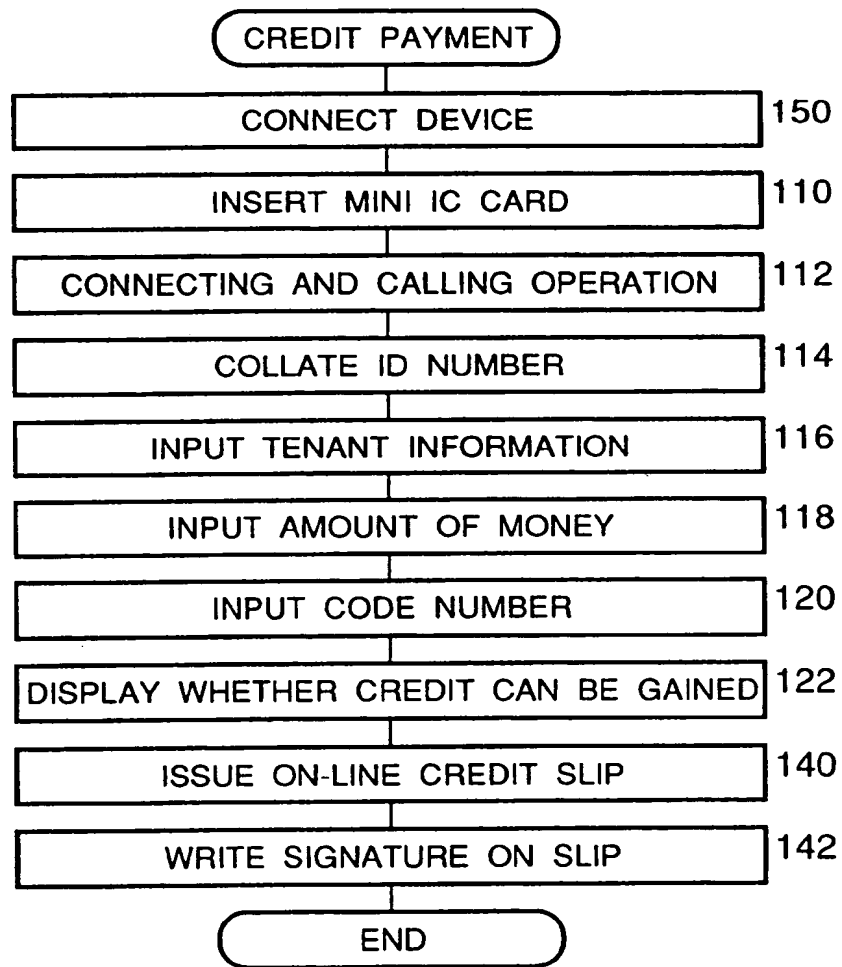 CREDIT PAYMENT
CONNECT DEVICE 150
INSERT MINI IC CARD 110
CONNECTING AND CALLING OPERATION 112
COLLATE ID NUMBER 114
INPUT TENANT INFORMATION 116
INPUT AMOUNT OF MONEY 118
INPUT CODE NUMBER 120
DISPLAY WHETHER CREDIT CAN BE GAINED 122
ISSUE ON-LINE CREDIT SLIP 140
WRITE SIGNATURE ON SLIP 142
END